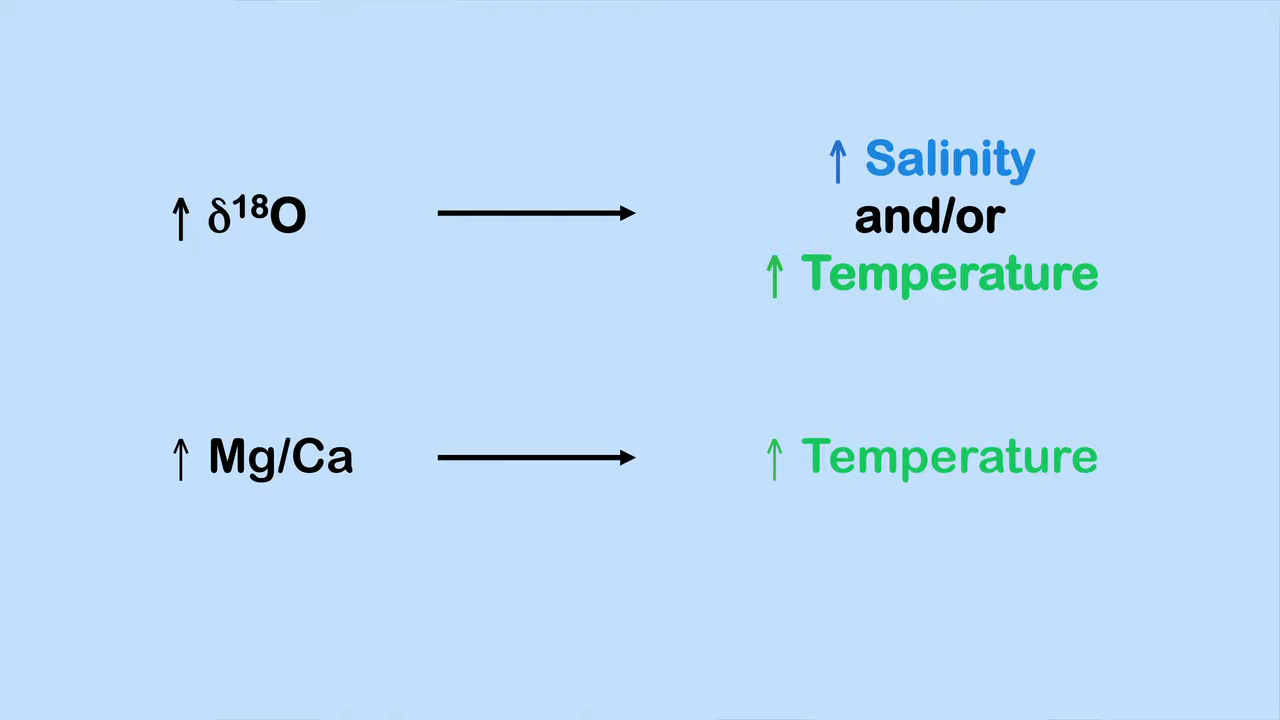 ↑ Salinity
↑ δ¹⁸O
and/or
↑ Temperature
↑ Mg/Ca
↑ Temperature